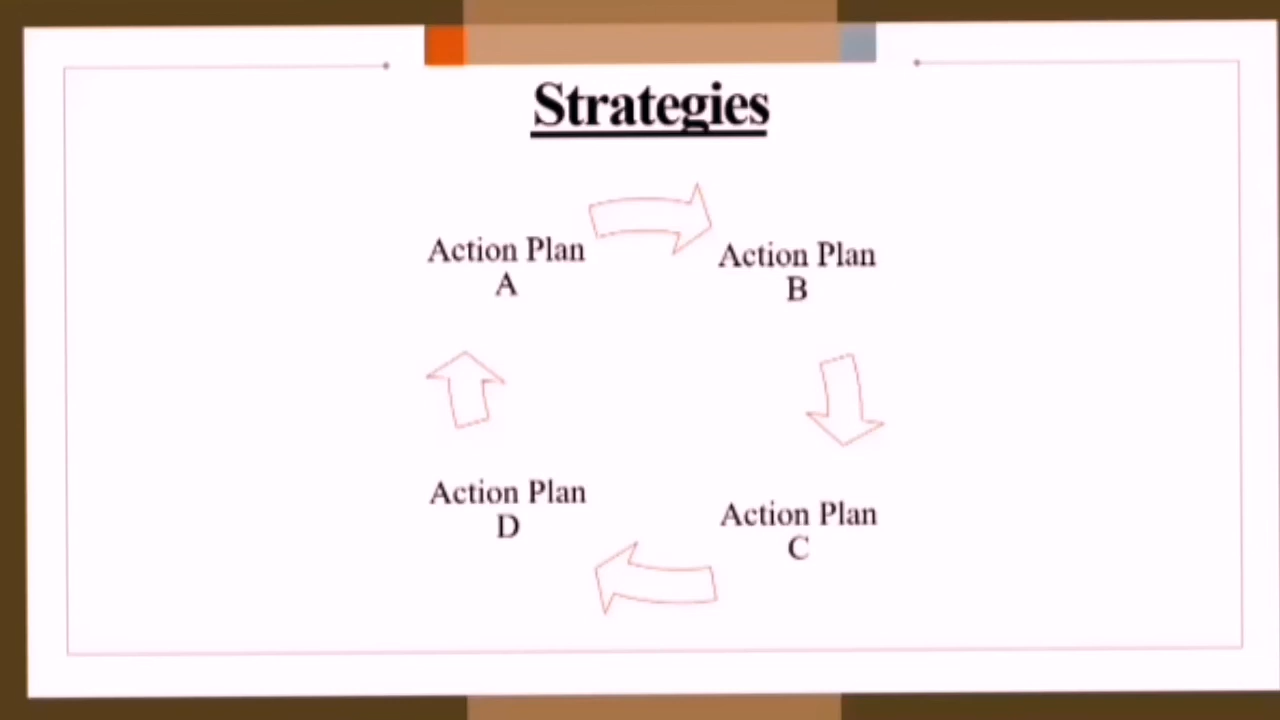 Strategies
Action Plan
A
Action Plan
B
Action Plan
C
Action Plan
D